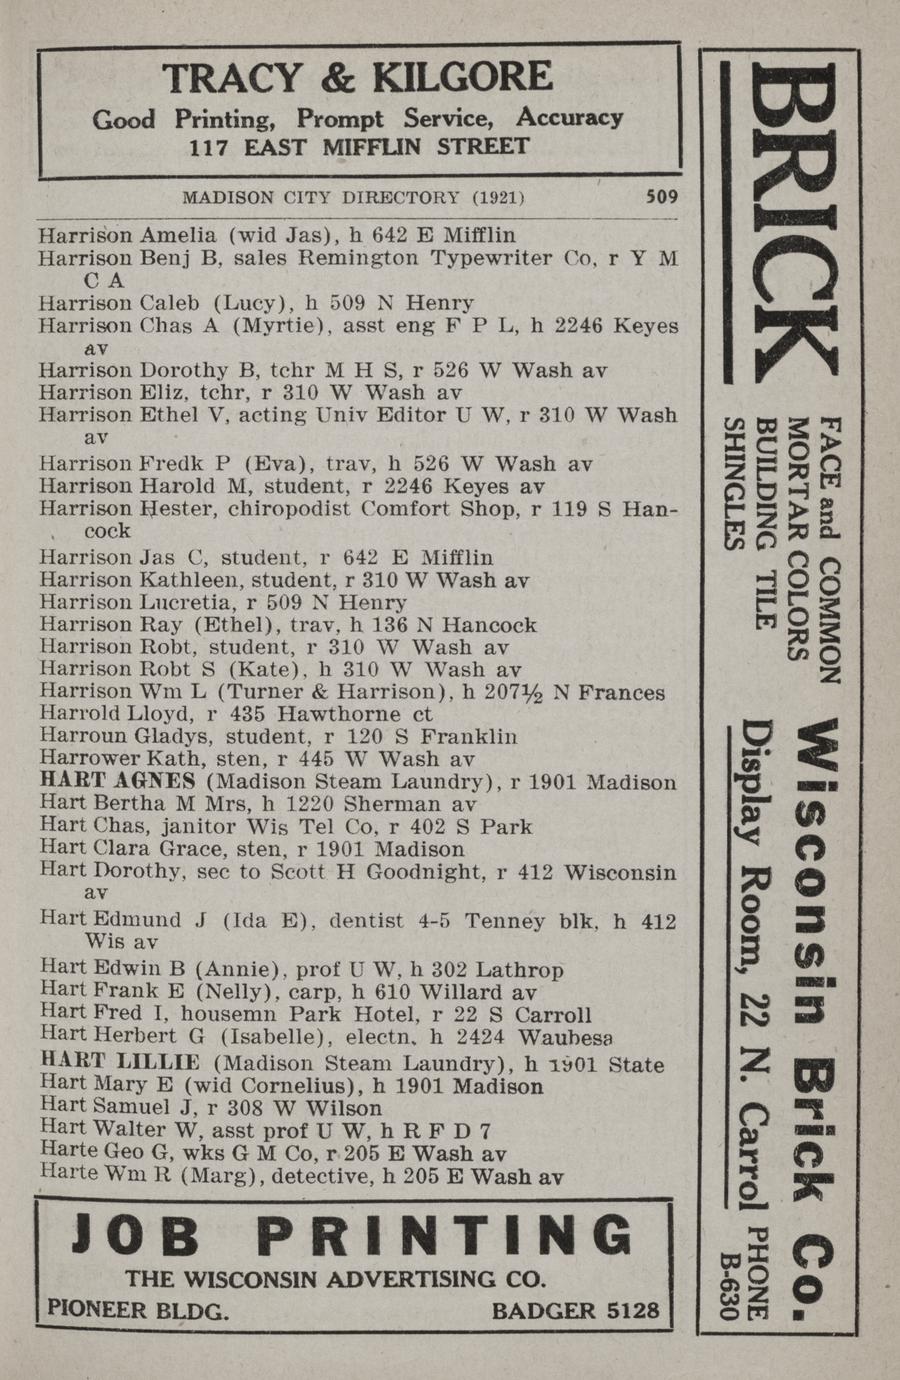 TRACY & KILGORE
Good Printing, Prompt Service, Accuracy
117 EAST MIFFLIN STREET
MADISON CITY DIRECTORY (1921) 509
Harrison Amelia (wid Jas), h 642 E Mifflin
Harrison Benj B, sales Remington Typewriter Co, r Y M
C A
Harrison Caleb (Lucy), h 509 N Henry
Harrison Chas A (Myrtie), asst eng F P L, h 2246 Keyes
av
Harrison Dorothy B, tchr M H S, r 526 W Wash av
Harrison Eliz, tchr, r 310 W Wash av
Harrison Ethel V, acting Univ Editor U W, r 310 W Wash
av
Harrison Fredk P (Eva), trav, h 526 W Wash av
Harrison Harold M, student, r 2246 Keyes av
Harrison Hester, chiropodist Comfort Shop, r 119 S Han-
cock
Harrison Jas C, student, r 642 E Mifflin
Harrison Kathleen, student, r 310 W Wash av
Harrison Lucretia, r 509 N Henry
Harrison Ray (Ethel), trav, h 136 N Hancock
Harrison Robt, student, r 310 W Wash av
Harrison Robt S (Kate), h 310 W Wash av
Harrison Wm L (Turner & Harrison), h 207½ N Frances
Harrold Lloyd, r 435 Hawthorne ct
Harroun Gladys, student, r 120 S Franklin
Harrower Kath, sten, r 445 W Wash av
HART AGNES (Madison Steam Laundry), r 1901 Madison
Hart Bertha M Mrs, h 1220 Sherman av
Hart Chas, janitor Wis Tel Co, r 402 S Park
Hart Clara Grace, sten, r 1901 Madison
Hart Dorothy, sec to Scott H Goodnight, r 412 Wisconsin
av
Hart Edmund J (Ida E), dentist 4-5 Tenney blk, h 412
Wis av
Hart Edwin B (Annie), prof U W, h 302 Lathrop
Hart Frank E (Nelly), carp, h 610 Willard av
Hart Fred I, housemn Park Hotel, r 22 S Carroll
Hart Herbert G (Isabelle), electn, h 2424 Waubesa
HART LILLIE (Madison Steam Laundry), h 1901 State
Hart Mary E (wid Cornelius), h 1901 Madison
Hart Samuel J, r 308 W Wilson
Hart Walter W, asst prof U W, h R F D 7
Harte Geo G, wks G M Co, r 205 E Wash av
Harte Wm R (Marg), detective, h 205 E Wash av
JOB PRINTING
THE WISCONSIN ADVERTISING CO.
PIONEER BLDG. BADGER 5128
BRICK
FACE and COMMON
MORTAR COLORS
BUILDING TILE
SHINGLES
Wisconsin Brick Co.
Display Room, 22 N. Carrol
PHONE
B-630